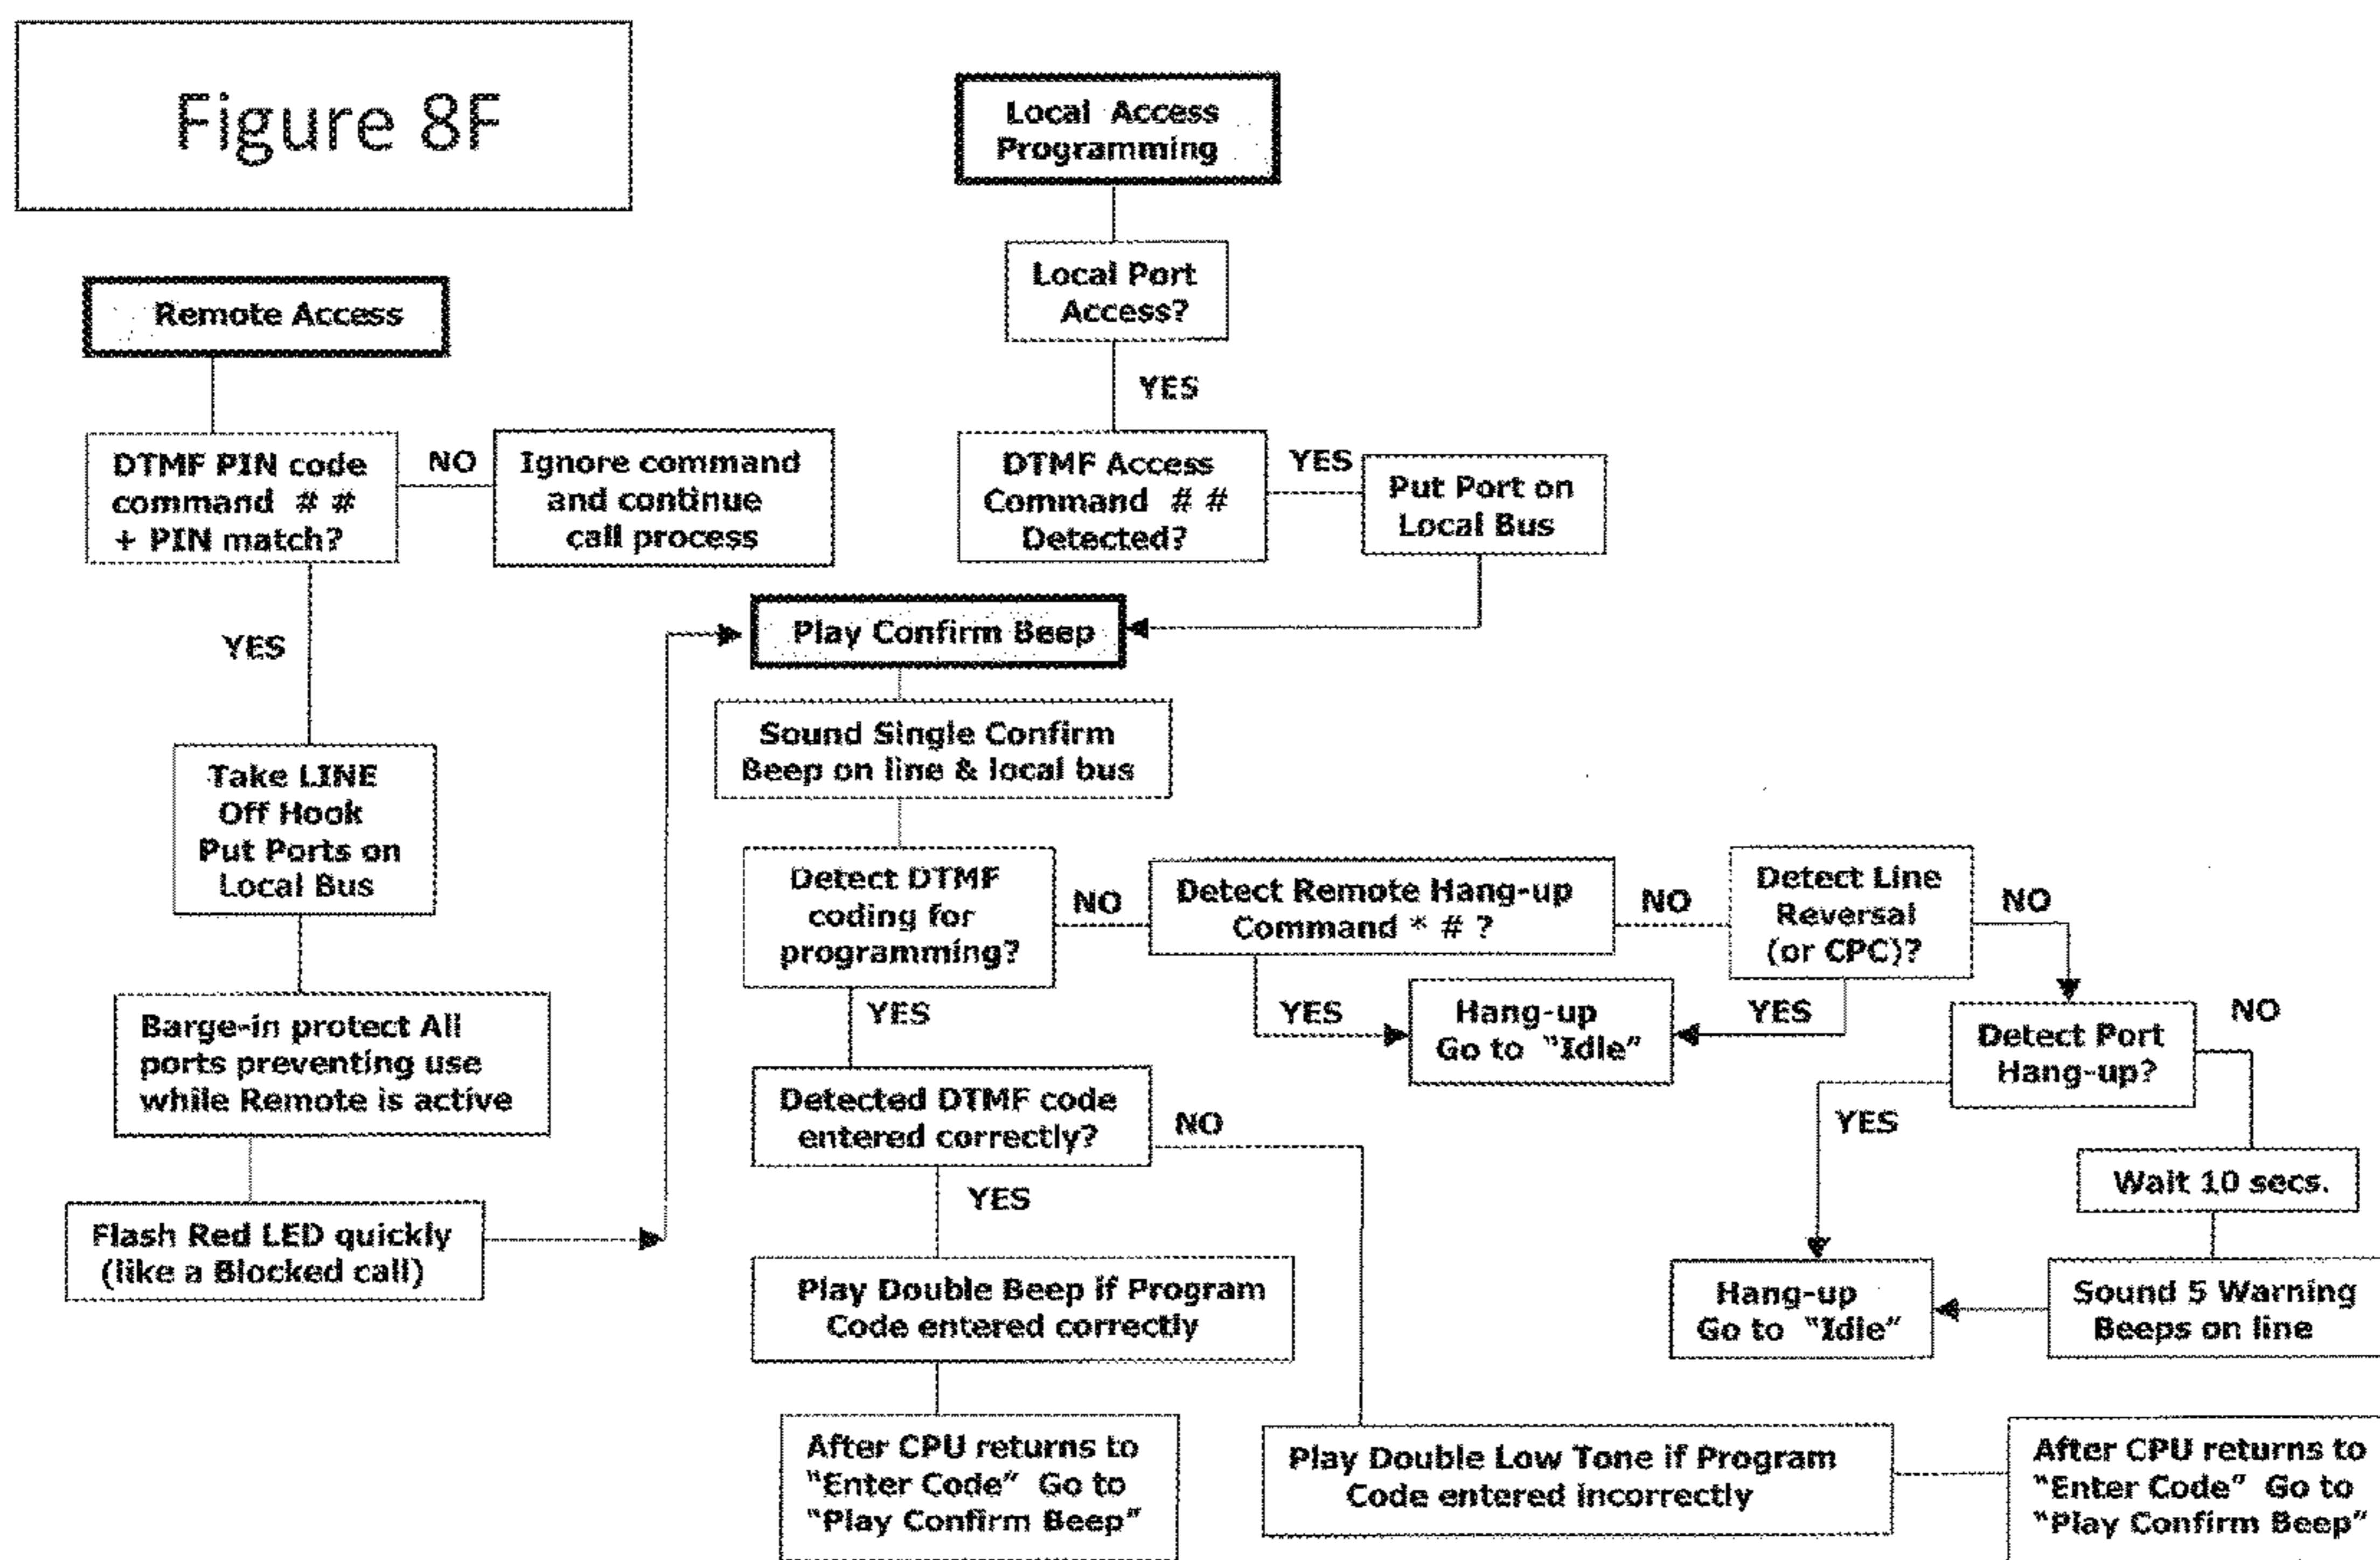 Figure 8F
Local Access
Programming
Local Port
Access?
YES
DTMF Access
Command # #
Detected?
YES
Put Port on
Local Bus
Remote Access
DTMF PIN code
command # #
+ PIN match?
NO
Ignore command
and continue
call process
YES
Take LINE
Off Hook
Put Ports on
Local Bus
Barge-in protect All
ports preventing use
while Remote is active
Flash Red LED quickly
(like a Blocked call)
Play Confirm Beep
Sound Single Confirm
Beep on line & local bus
Detect DTMF
coding for
programming?
NO
Detect Remote Hang-up
Command * # ?
NO
Detect Line
Reversal
(or CPC)?
NO
YES
YES
Hang-up
Go to "Idle"
YES
Detect Port
Hang-up?
NO
Detected DTMF code
entered correctly?
NO
YES
Wait 10 secs.
YES
Play Double Beep if Program
Code entered correctly
Hang-up
Go to "Idle"
Sound 5 Warning
Beeps on line
After CPU returns to
"Enter Code" Go to
"Play Confirm Beep"
Play Double Low Tone if Program
Code entered incorrectly
After CPU returns to
"Enter Code" Go to
"Play Confirm Beep"